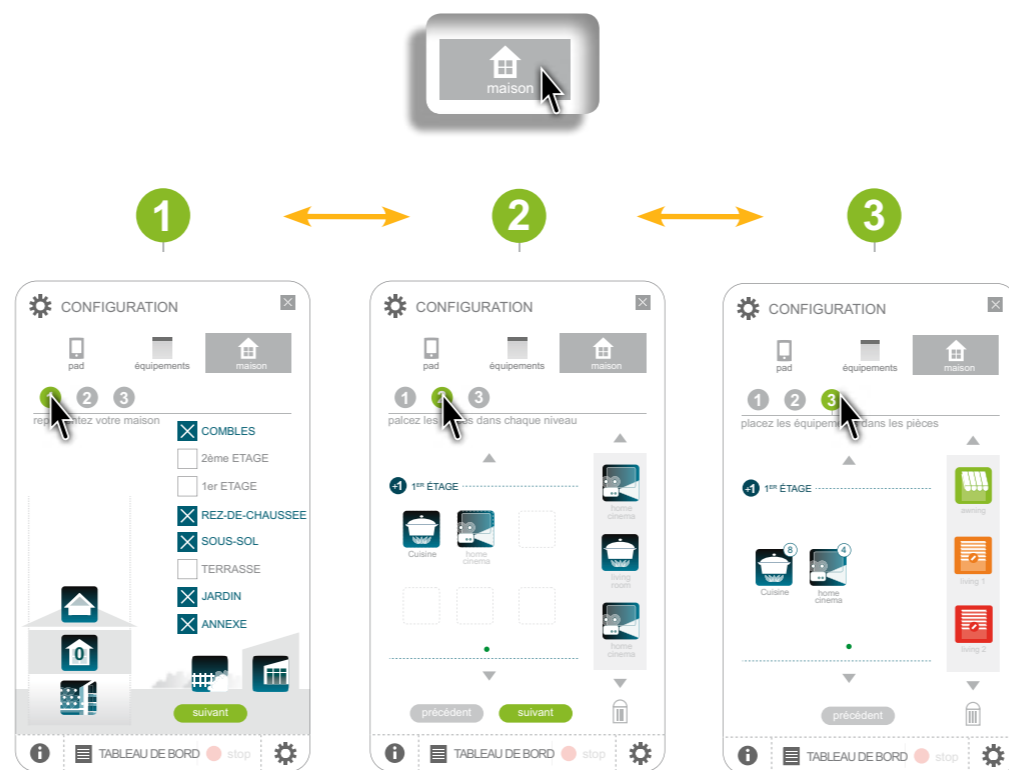 maison
1
2
3
CONFIGURATION
pad
équipements
maison
1 2 3
votre maison
COMBLES
2ème ETAGE
1er ETAGE
REZ-DE-CHAUSSEE
SOUS-SOL
TERRASSE
JARDIN
ANNEXE
0
suivant
TABLEAU DE BORD
stop
CONFIGURATION
pad
équipements
maison
1 2 3
palcez les dans chaque niveau
+1 1ER ÉTAGE
Cuisine
home
cinema
home
cinema
living
room
home
cinema
précédent
suivant
TABLEAU DE BORD
stop
CONFIGURATION
pad
équipements
maison
1 2 3
placez les dans les pièces
+1 1ER ÉTAGE
8
Cuisine
4
home
cinema
awning
living 1
living 2
précédent
TABLEAU DE BORD
stop